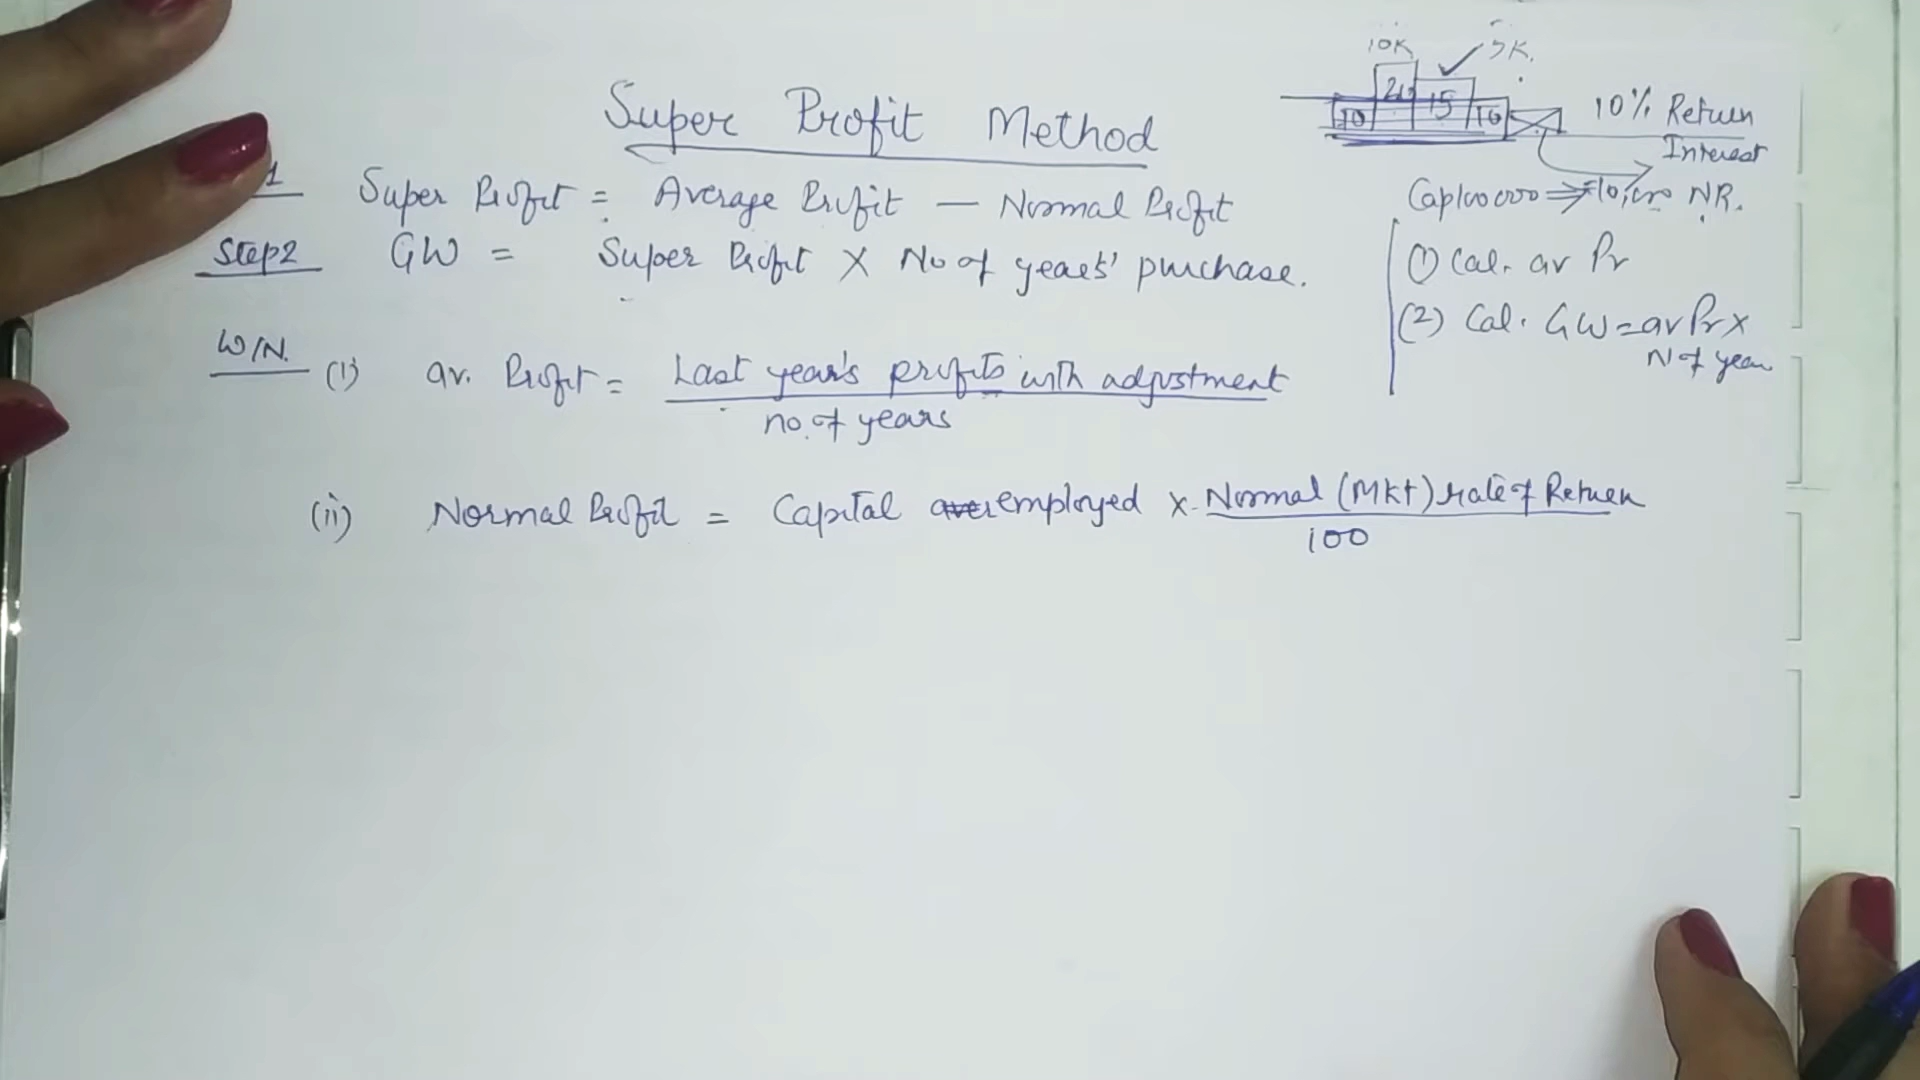 Super Profit Method
1 Super Profit = Average Profit - Normal Profit
Step2 GW = Super Profit X No of years' purchase.
W/N. (i) av. Profit = Last year's profits with adjustment
no. of years
(ii) Normal Profit = Capital employed x Normal (Mkt) rate of Return
100
10K 5K.
10 20 15 10 10% Return
Interest
Cap 100000 ⇒ 10,000 NR.
(1) Cal. av Pr
(2) Cal. GW = av Pr x
N of year